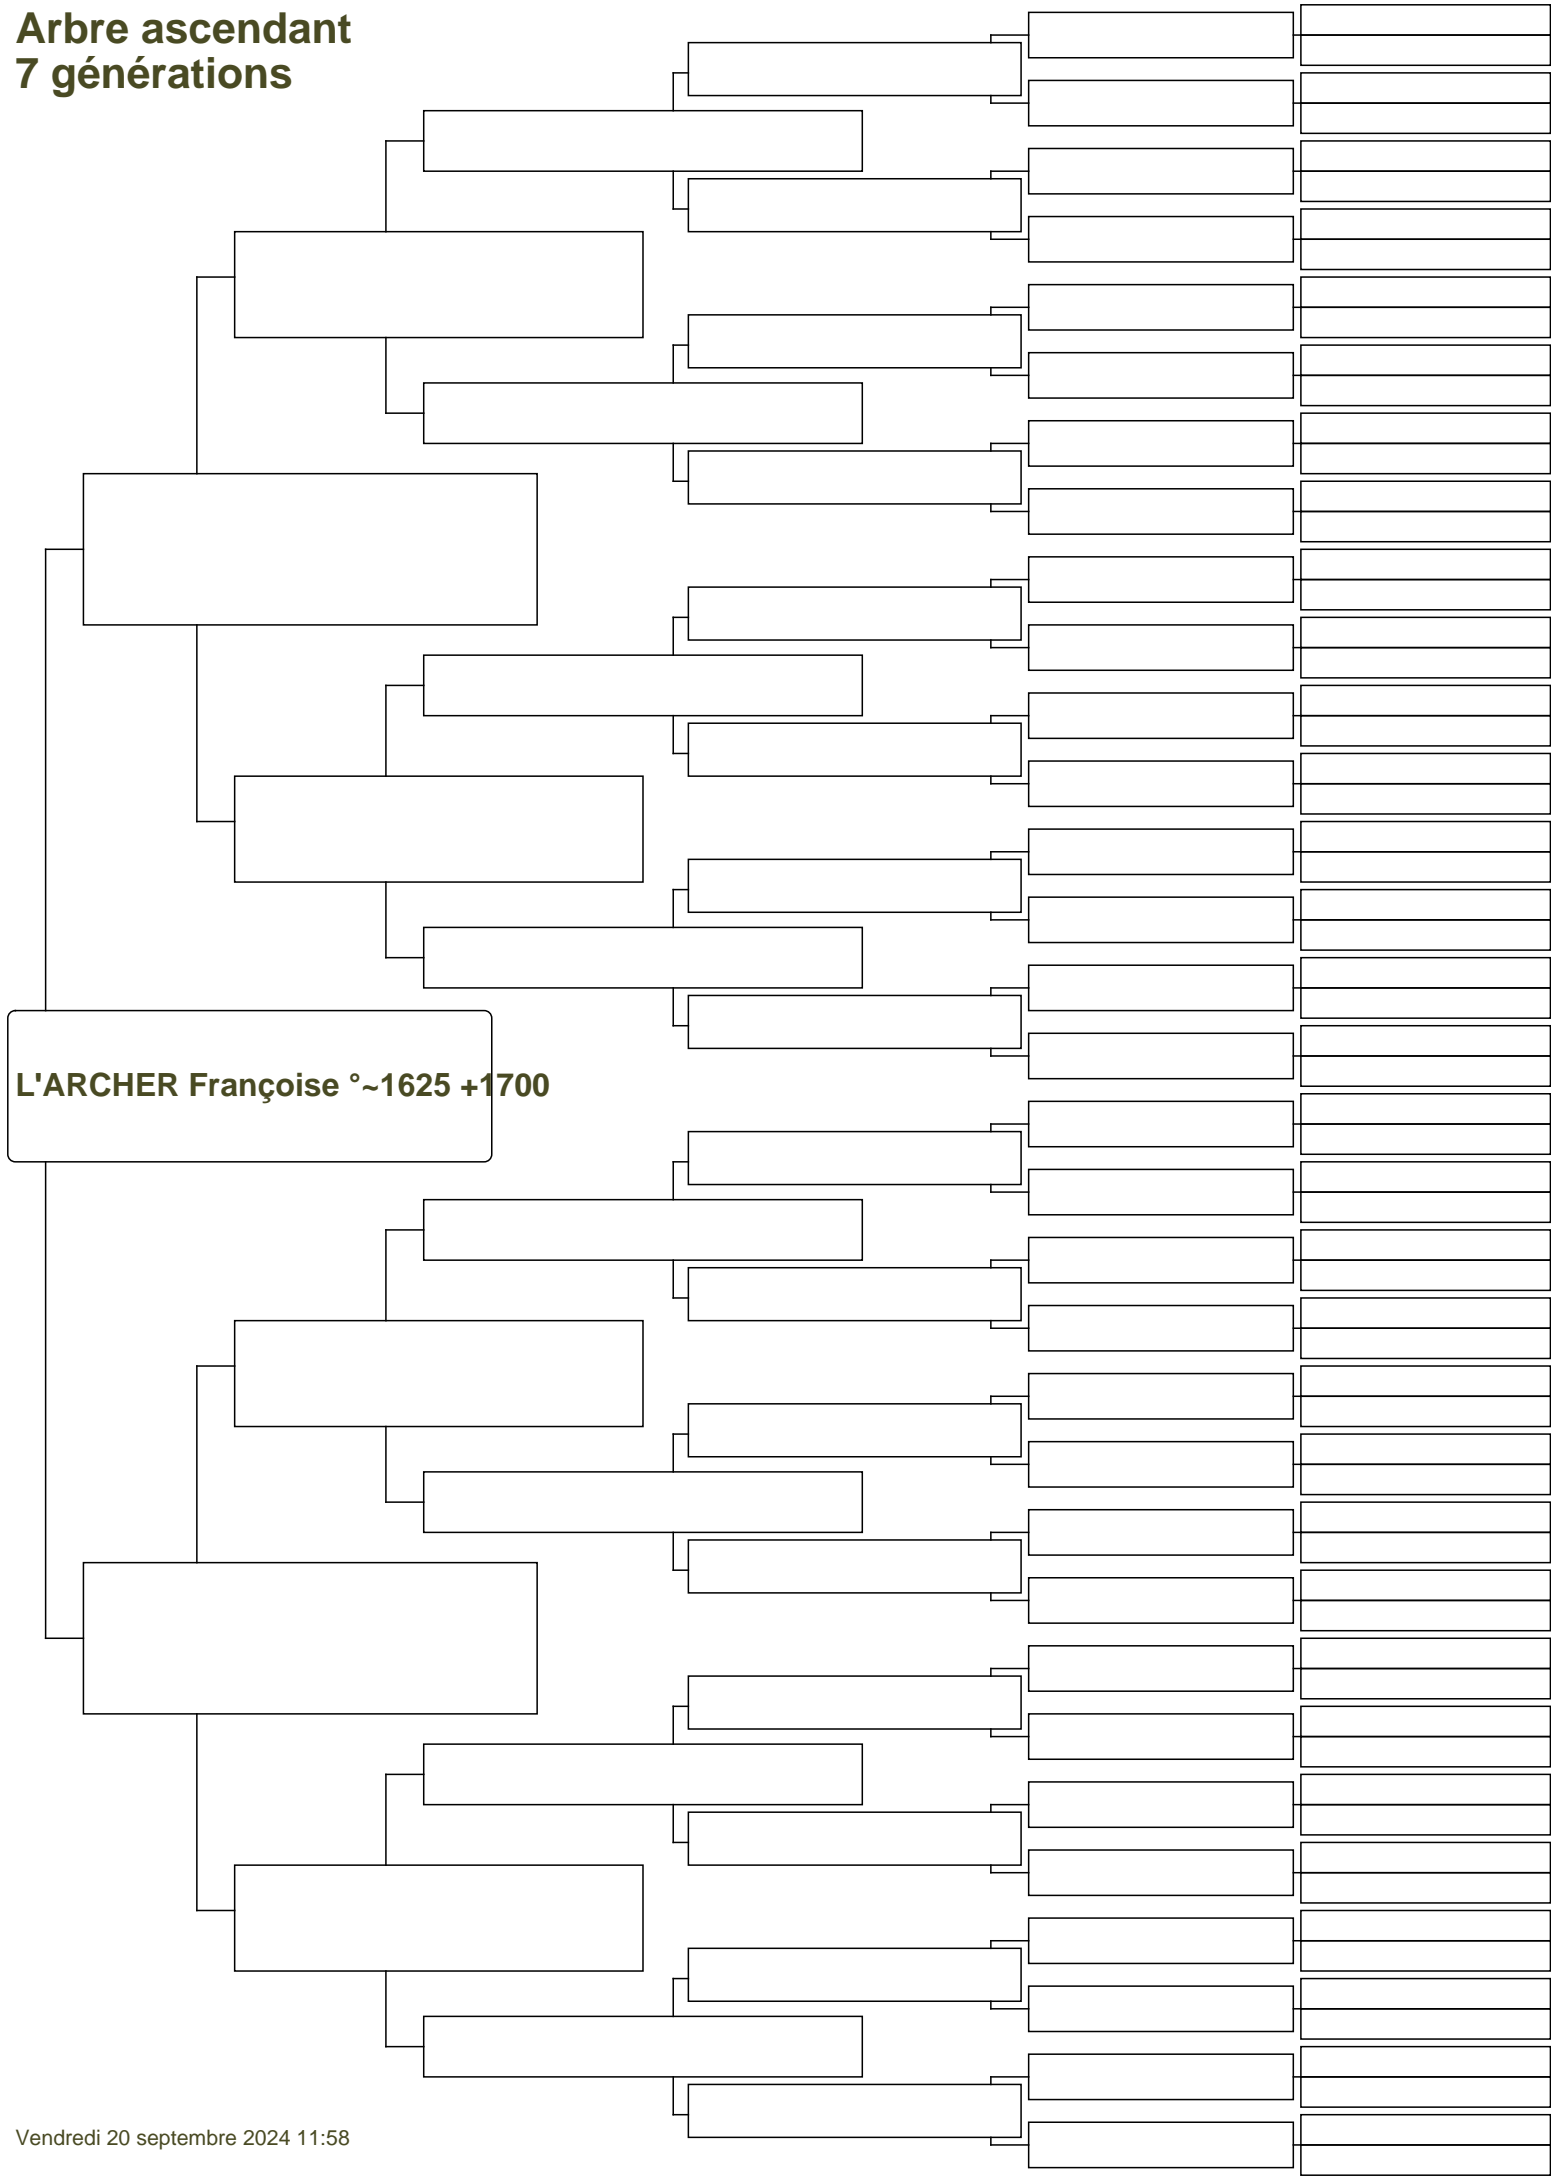 Arbre ascendant
7 générations
L'ARCHER Françoise °~1625 +1700
Vendredi 20 septembre 2024 11:58